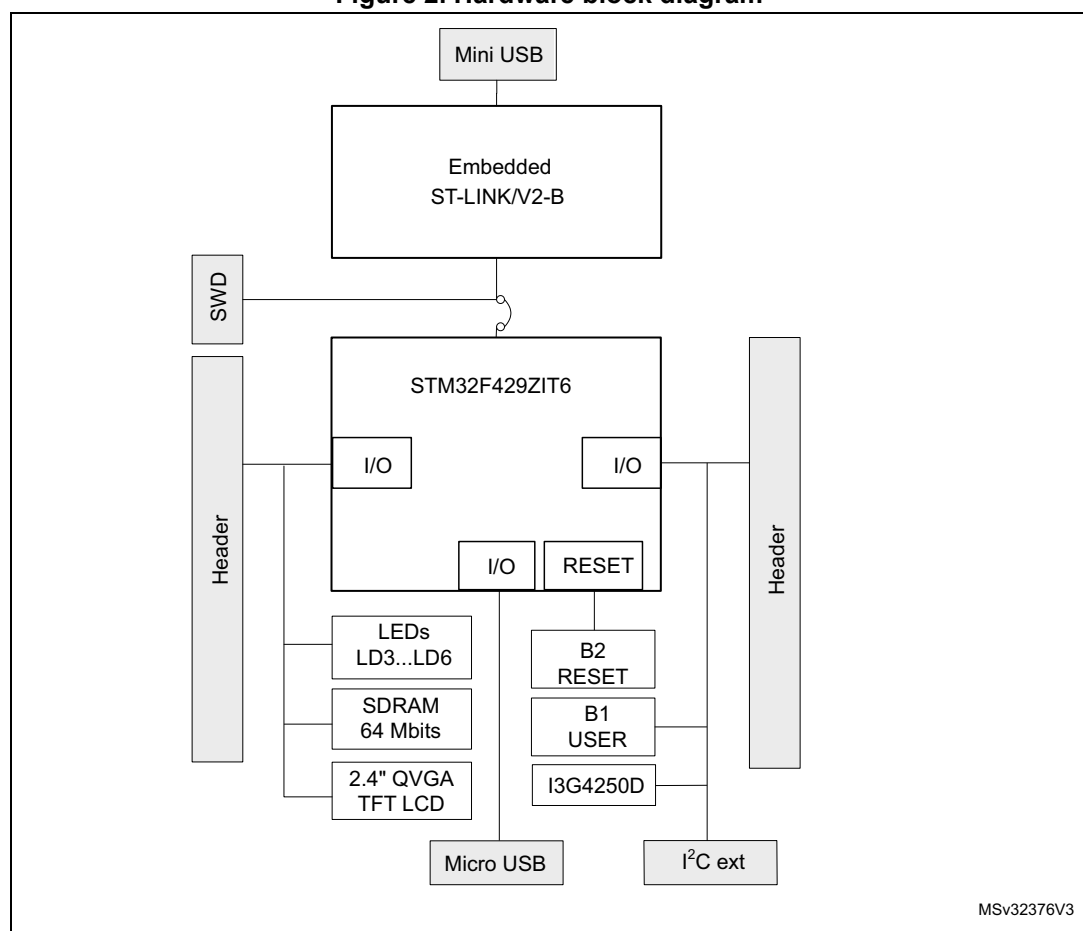 Figure 2. Hardware block diagram
Mini USB
Embedded
ST-LINK/V2-B
SWD
STM32F429ZIT6
I/O
I/O
Header
Header
I/O
RESET
LEDs
LD3...LD6
B2
RESET
SDRAM
64 Mbits
B1
USER
2.4" QVGA
TFT LCD
I3G4250D
Micro USB
I²C ext
MSv32376V3